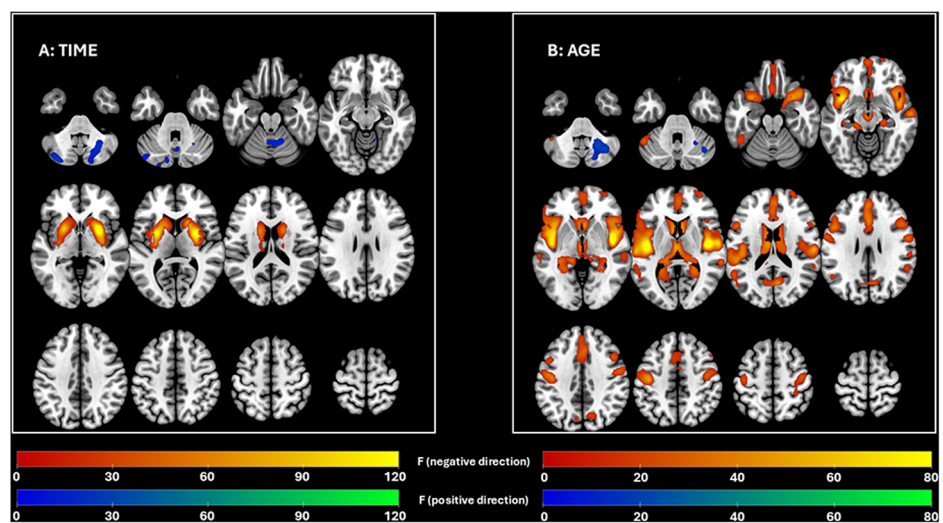 A: TIME
B: AGE
F (negative direction)
0 30 60 90 120
0 20 40 60 80
F (positive direction)
0 30 60 90 120
0 20 40 60 80